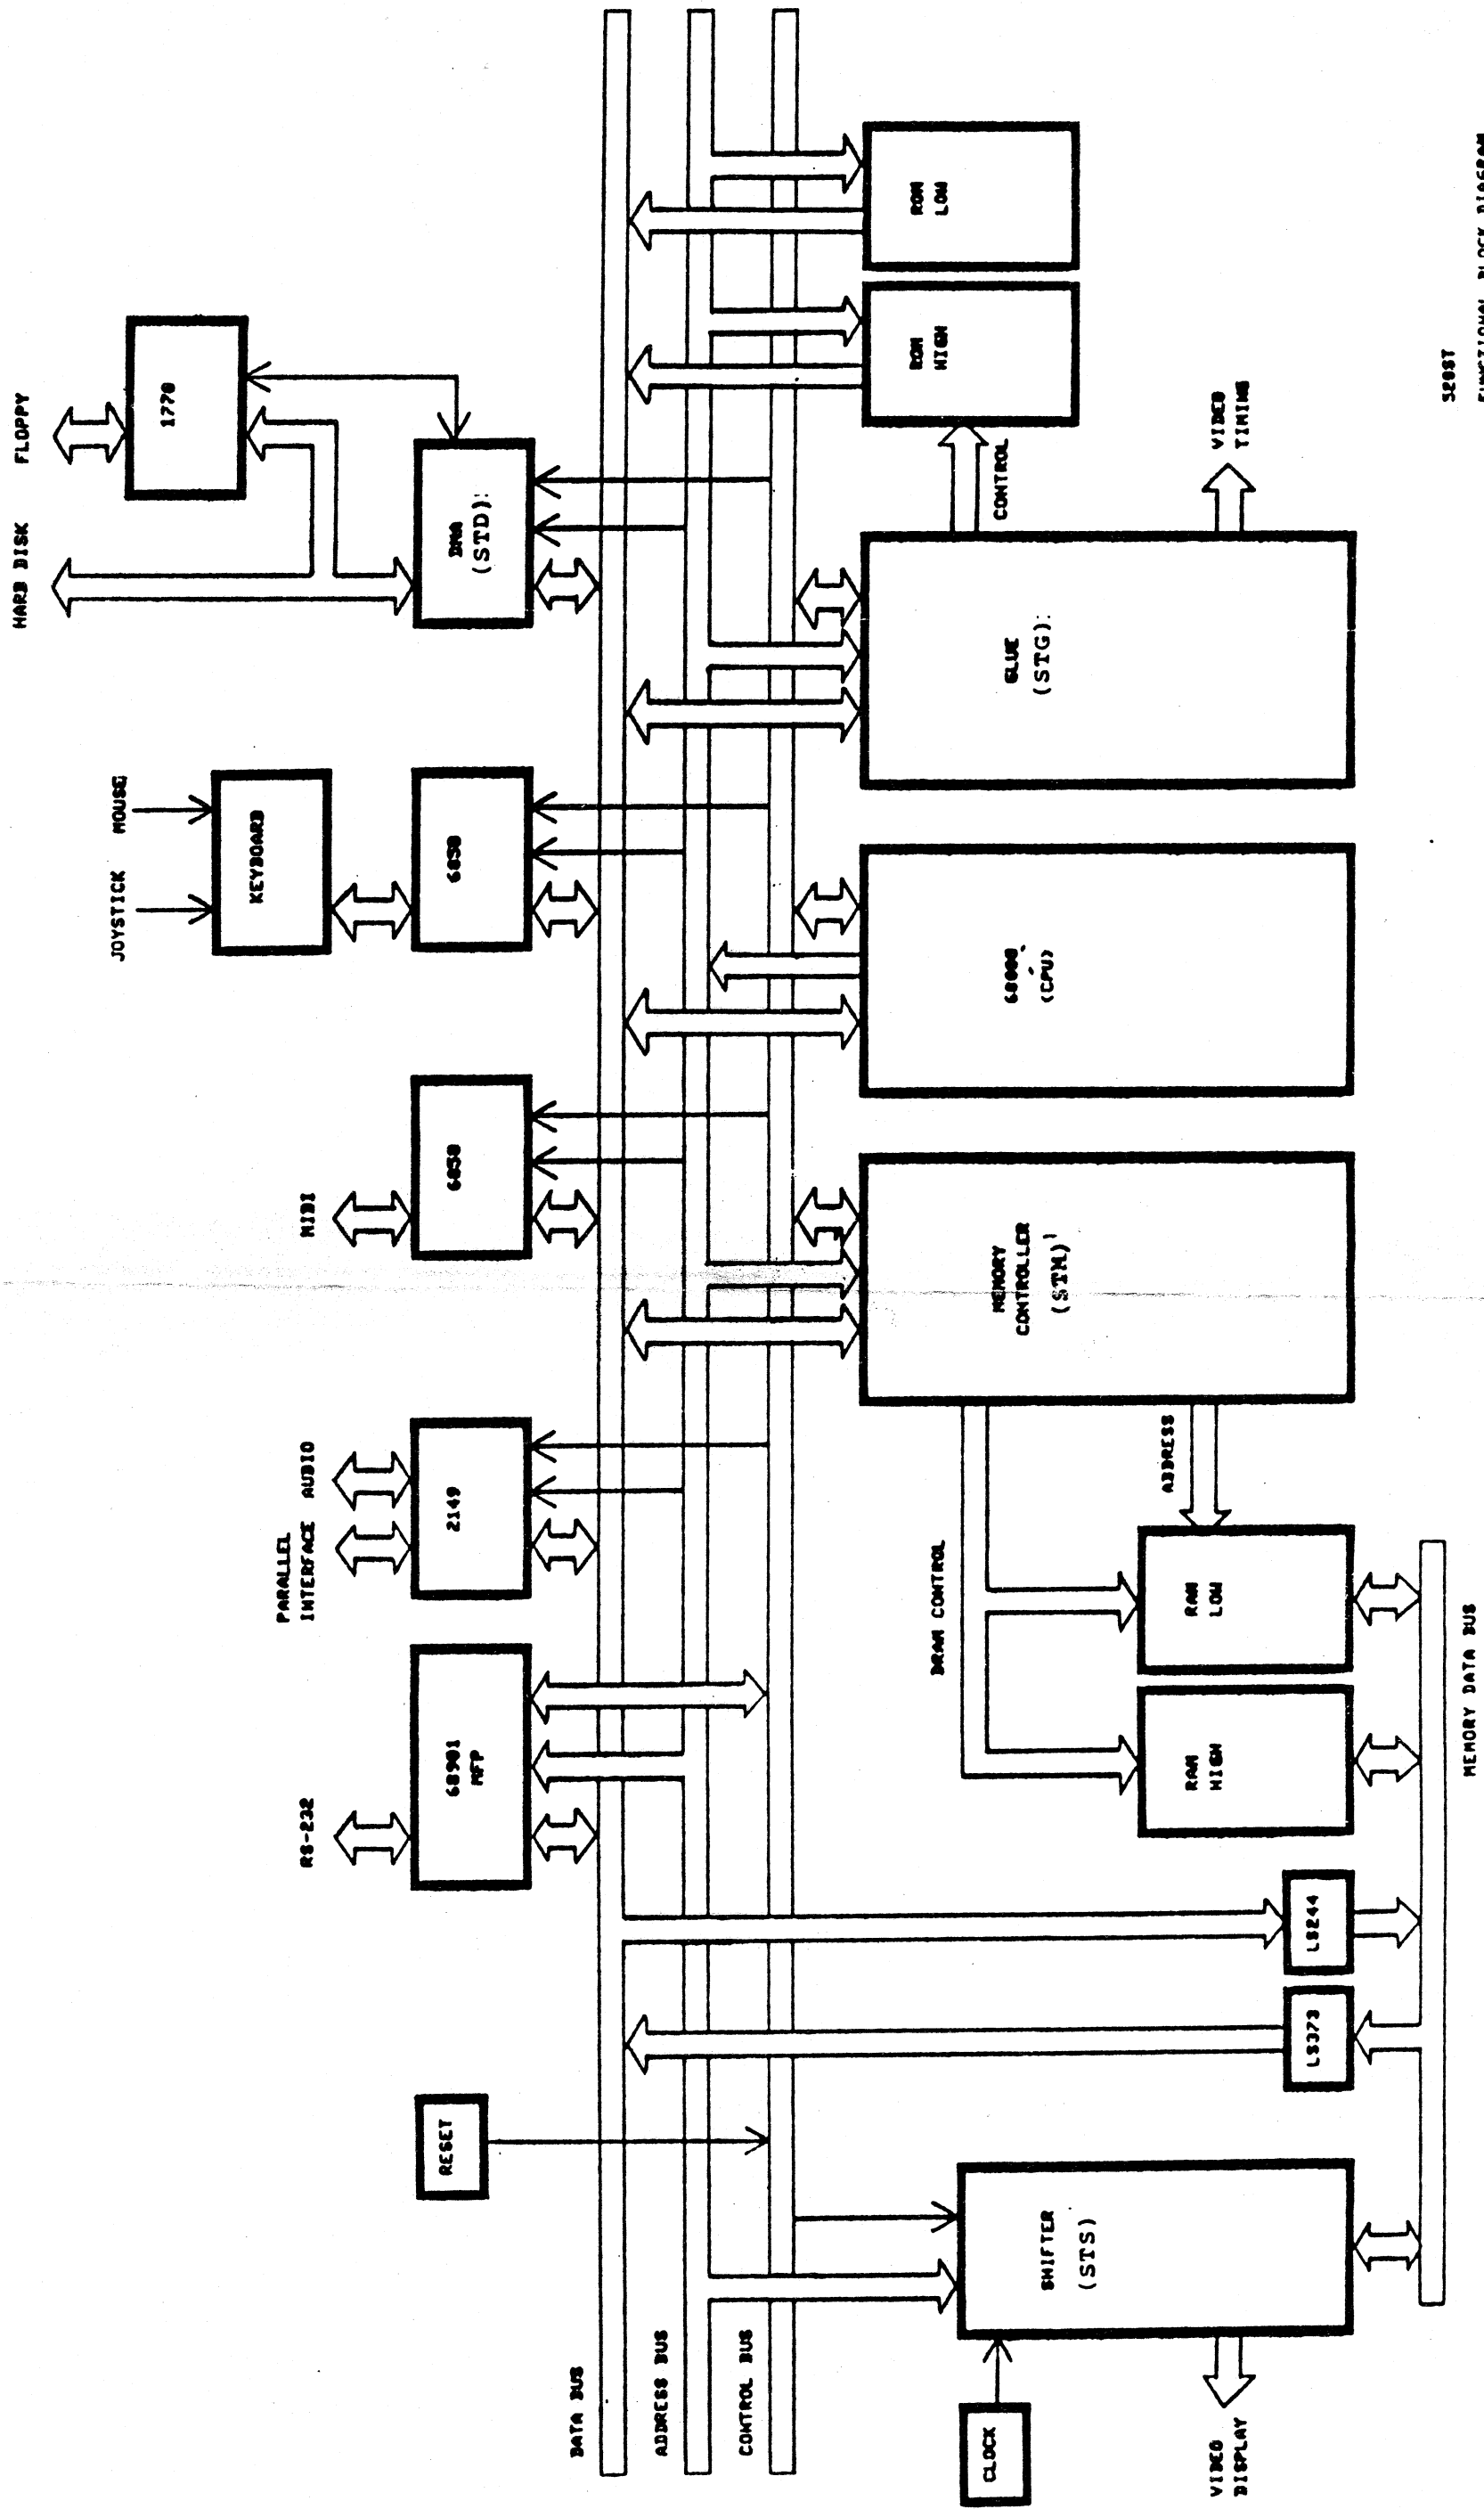 HARD DISK FLOPPY
JOYSTICK MOUSE
1770
KEYBOARD
MIDI
PARALLEL
INTERFACE AUDIO
RS-232
RESET
68901
MFP
2149
6850
6850
DMA
(STD):
DATA BUS
ADDRESS BUS
CONTROL BUS
CLOCK
VIDEO
DISPLAY
SHIFTER
(STS)
LS373
LS244
DRAM CONTROL
RAM
HIGH
RAM
LOW
ADDRESS
MEMORY
CONTROLLER
(STM)
68000
(CPU)
GLUE
(STG):
CONTROL
VIDEO
TIMING
ROM
HIGH
ROM
LOW
MEMORY DATA BUS
520ST
FUNCTIONAL BLOCK DIAGRAM